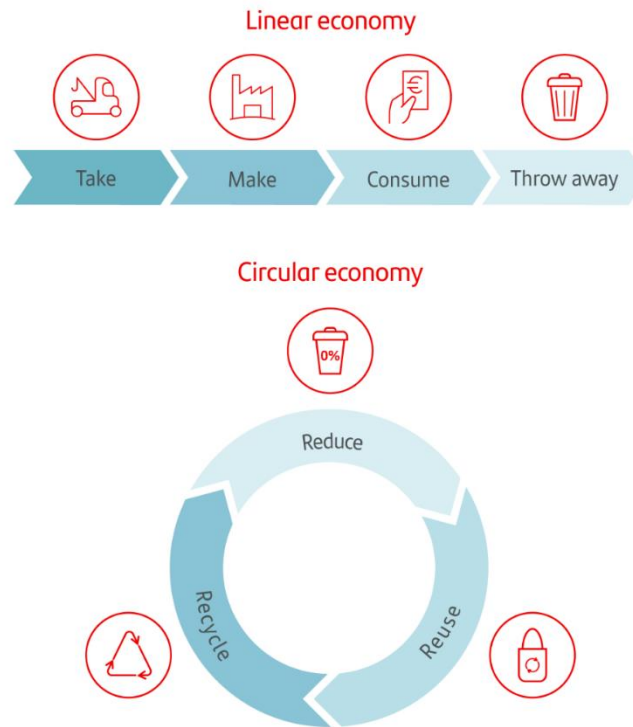 Linear economy
€
Take
Make
Consume
Throw away
Circular economy
0%
Reduce
Reuse
Recycle